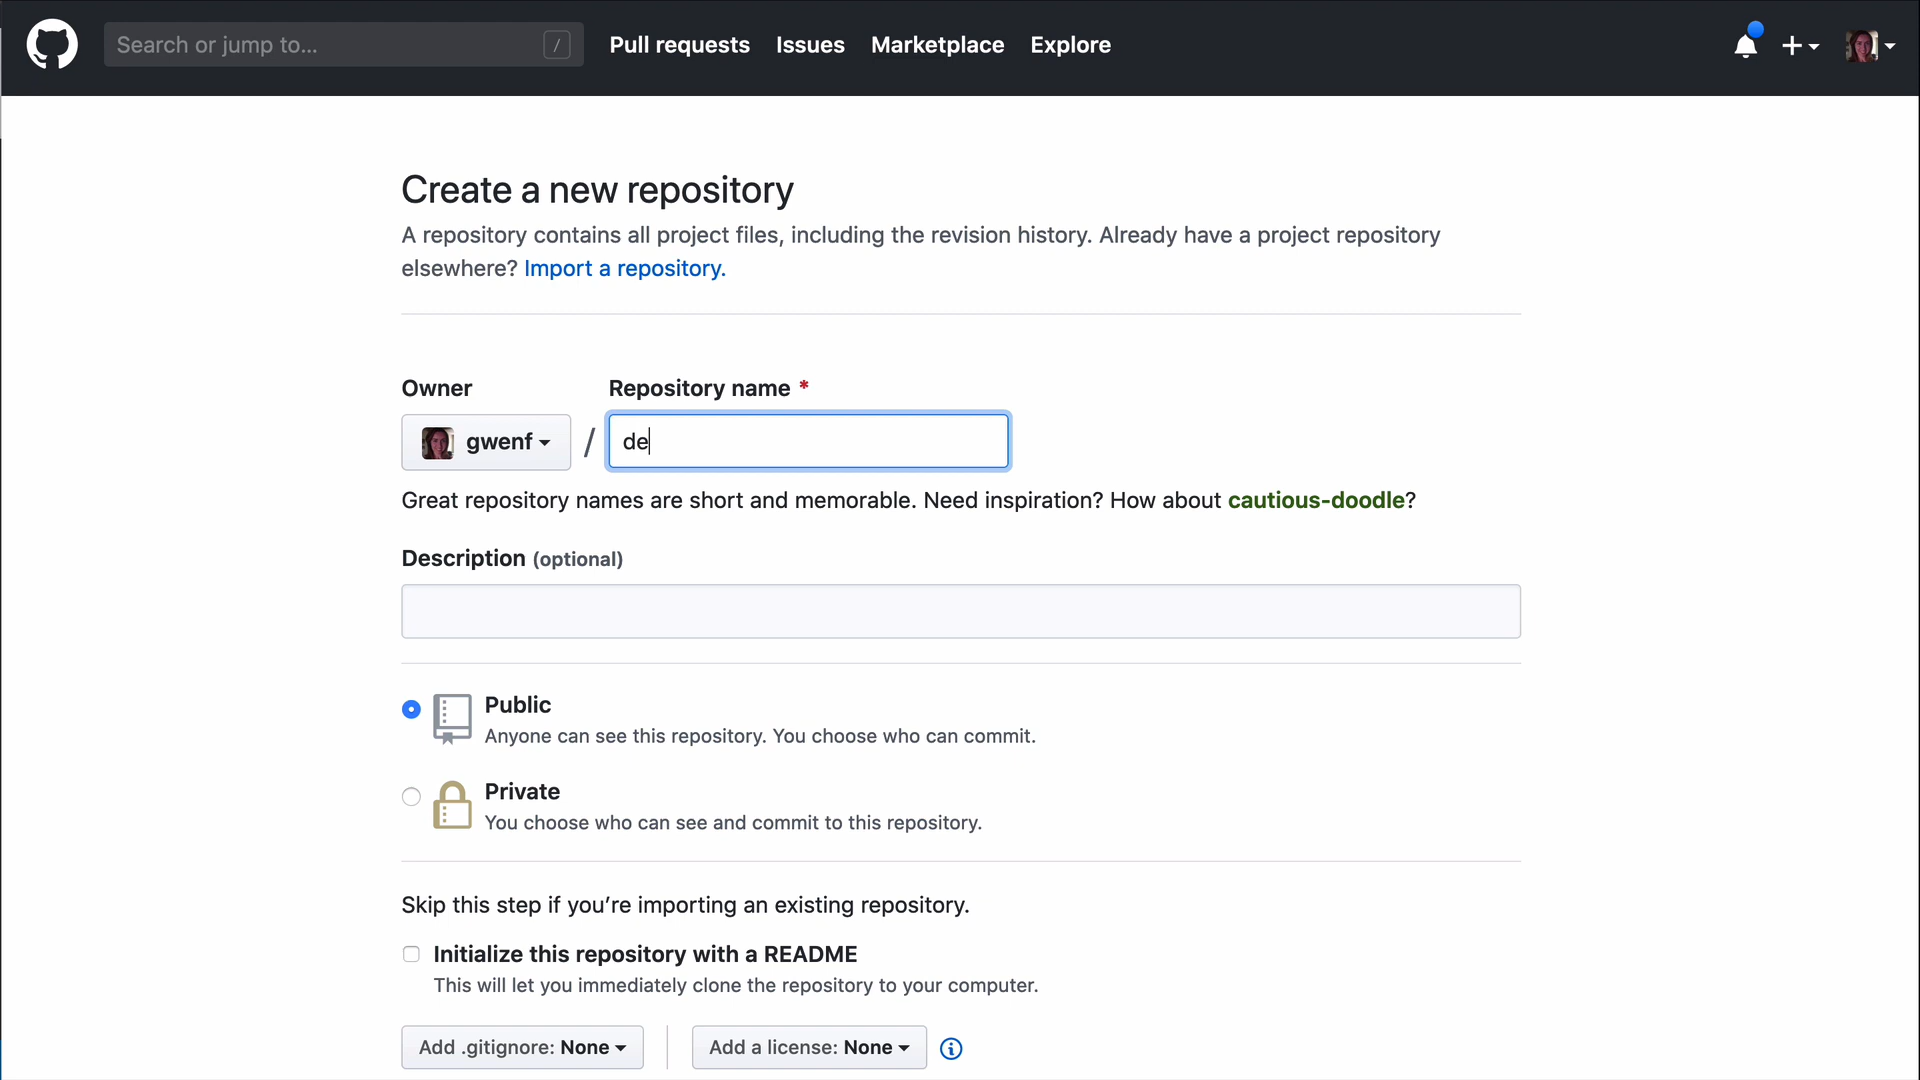 Search or jump to... /
Pull requests Issues Marketplace Explore
Create a new repository
A repository contains all project files, including the revision history. Already have a project repository
elsewhere? Import a repository.
Owner Repository name *
gwenf / de
Great repository names are short and memorable. Need inspiration? How about cautious-doodle?
Description (optional)
Public
Anyone can see this repository. You choose who can commit.
Private
You choose who can see and commit to this repository.
Skip this step if you’re importing an existing repository.
Initialize this repository with a README
This will let you immediately clone the repository to your computer.
Add .gitignore: None Add a license: None